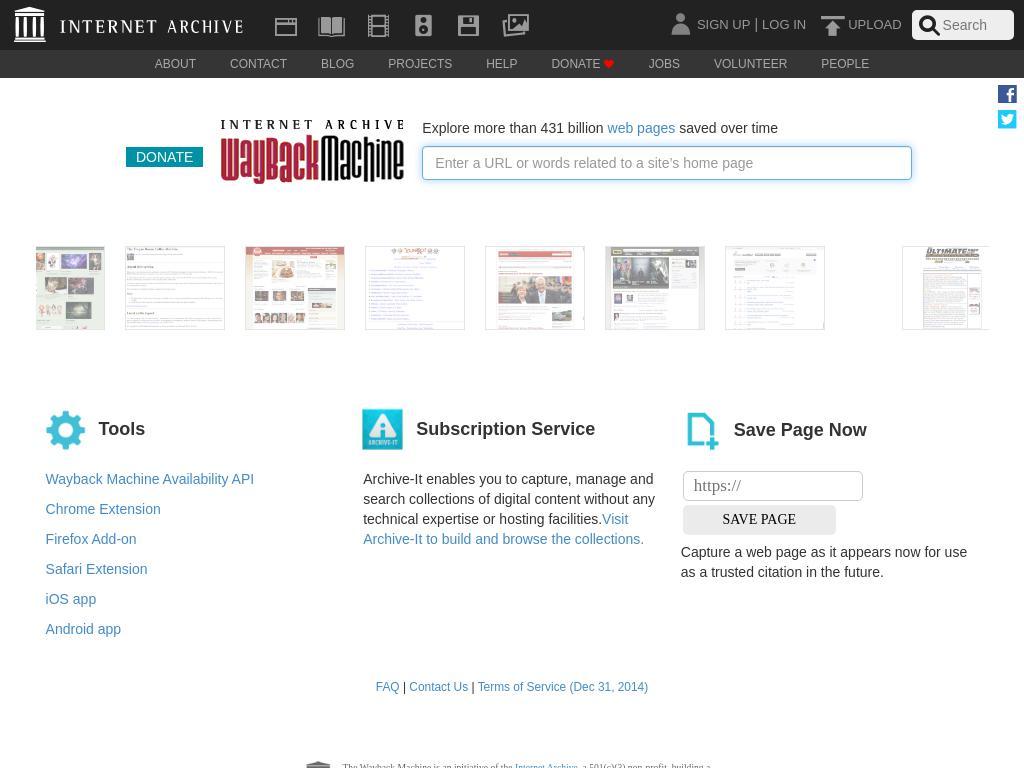 INTERNET ARCHIVE
SIGN UP | LOG IN
UPLOAD
Search
ABOUT
CONTACT
BLOG
PROJECTS
HELP
DONATE
JOBS
VOLUNTEER
PEOPLE
DONATE
INTERNET ARCHIVE
WayBackMachine
Explore more than 431 billion web pages saved over time
Enter a URL or words related to a site's home page
ULTIMATE
Tools
Wayback Machine Availability API
Chrome Extension
Firefox Add-on
Safari Extension
iOS app
Android app
ARCHIVE-IT
Subscription Service
Archive-It enables you to capture, manage and
search collections of digital content without any
technical expertise or hosting facilities.Visit
Archive-It to build and browse the collections.
Save Page Now
https://
SAVE PAGE
Capture a web page as it appears now for use
as a trusted citation in the future.
FAQ | Contact Us | Terms of Service (Dec 31, 2014)
The Wayback Machine is an initiative of the Internet Archive, a 501(c)(3) non-profit, building a